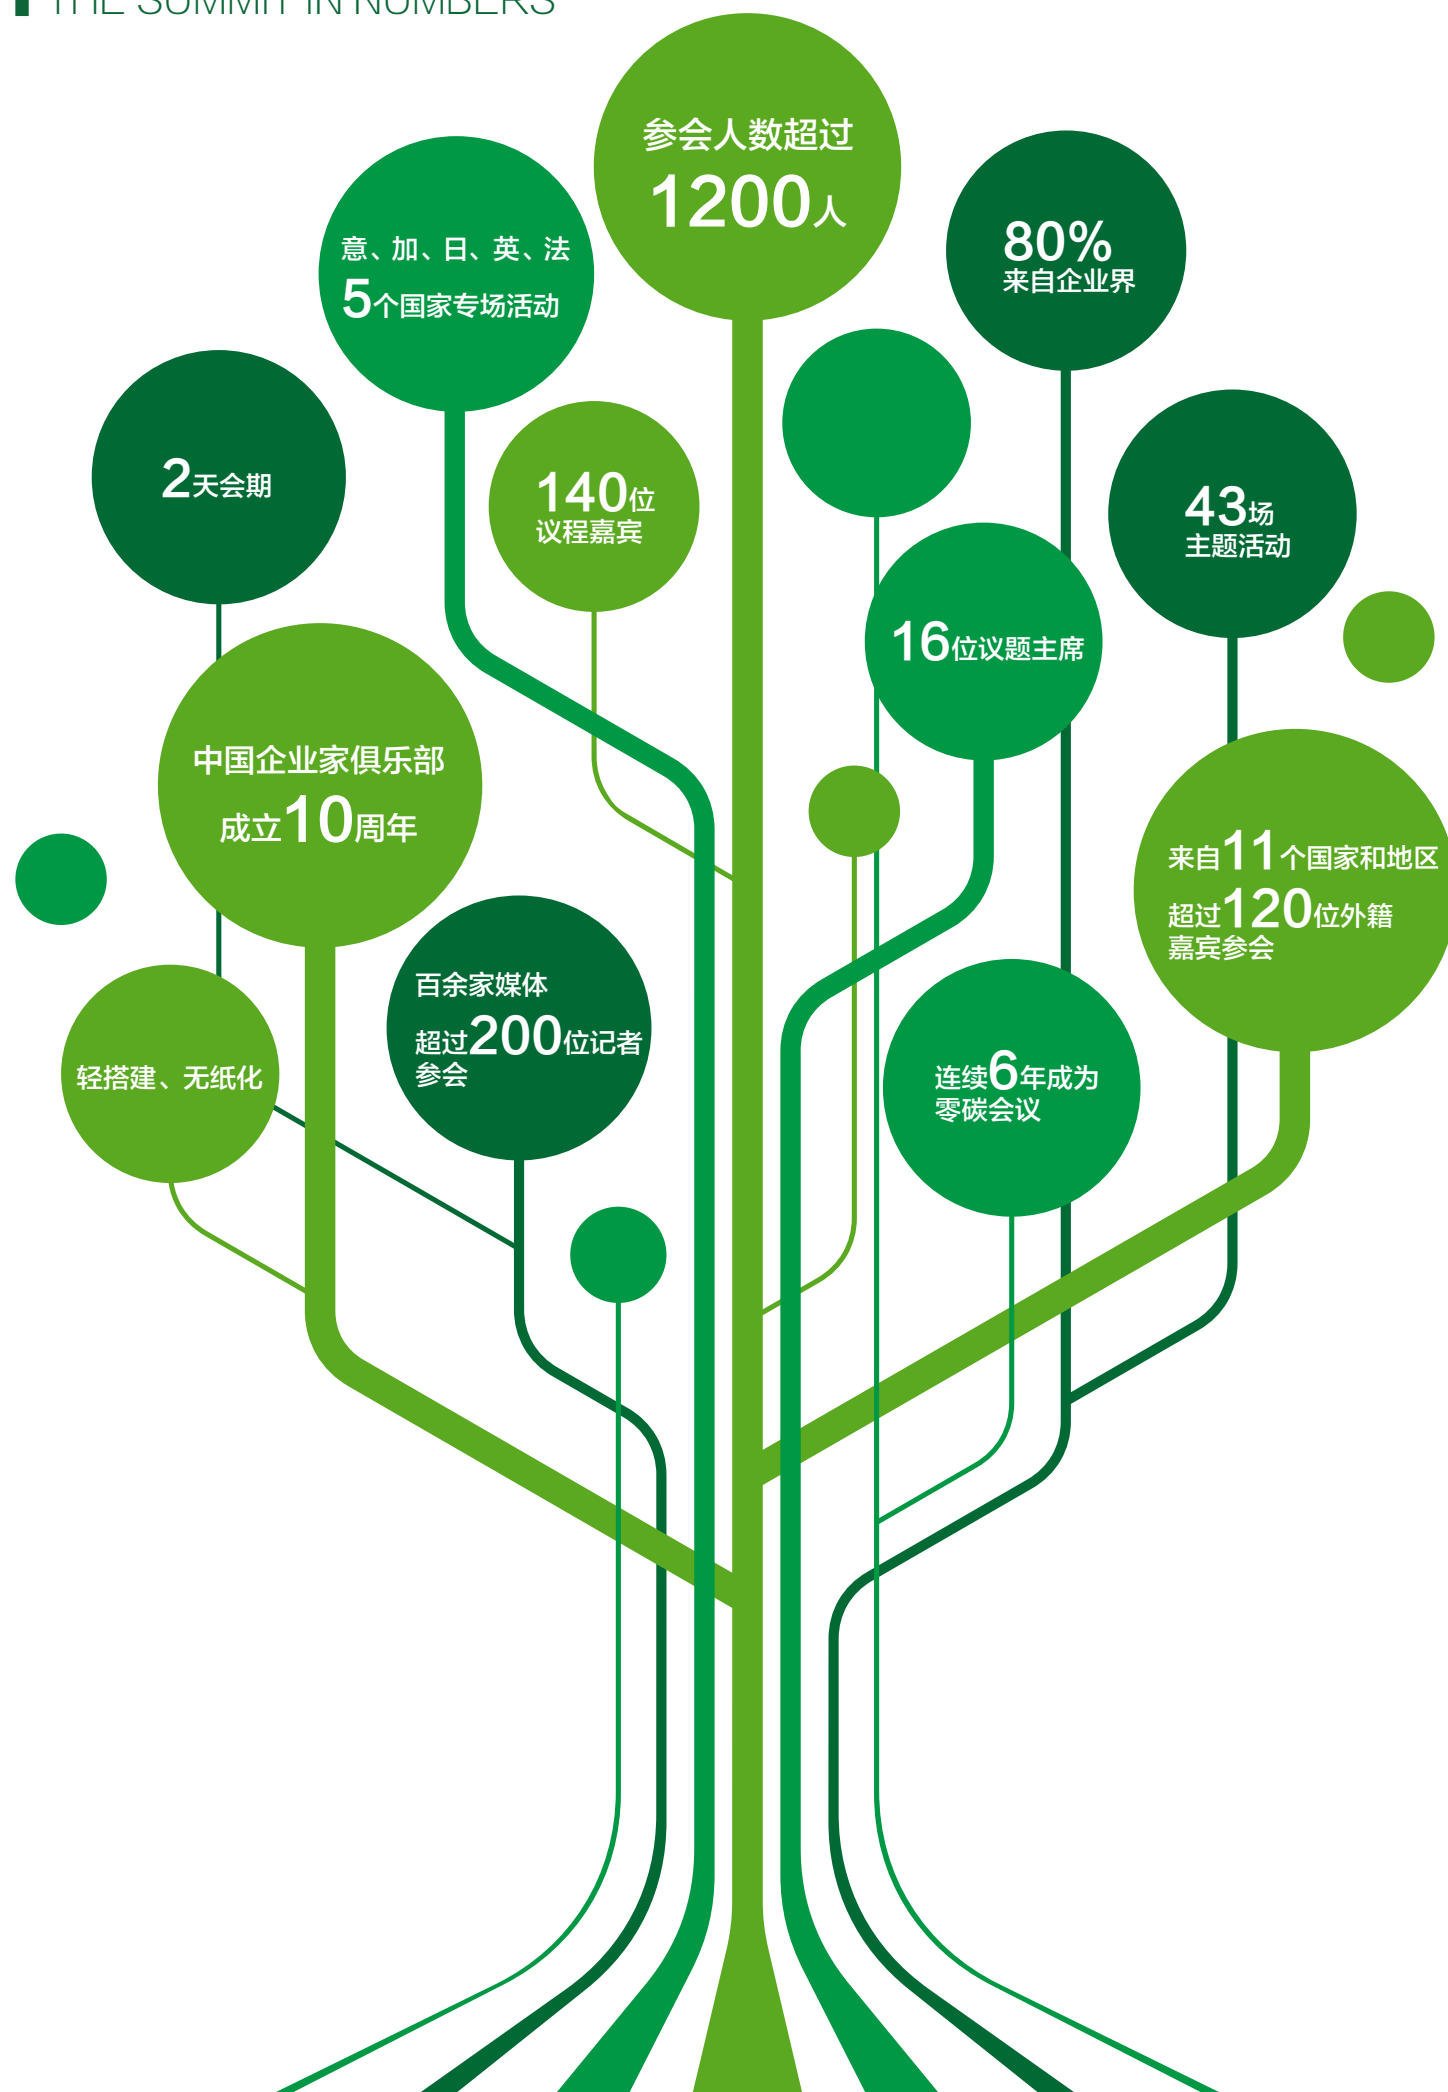 THE SUMMIT IN NUMBERS
参会人数超过
1200人
意、加、日、英、法
5个国家专场活动
80%
来自企业界
2天会期
140位
议程嘉宾
43场
主题活动
16位议题主席
中国企业家俱乐部
成立10周年
来自11个国家和地区
超过120位外籍
嘉宾参会
百余家媒体
超过200位记者
参会
轻搭建、无纸化
连续6年成为
零碳会议